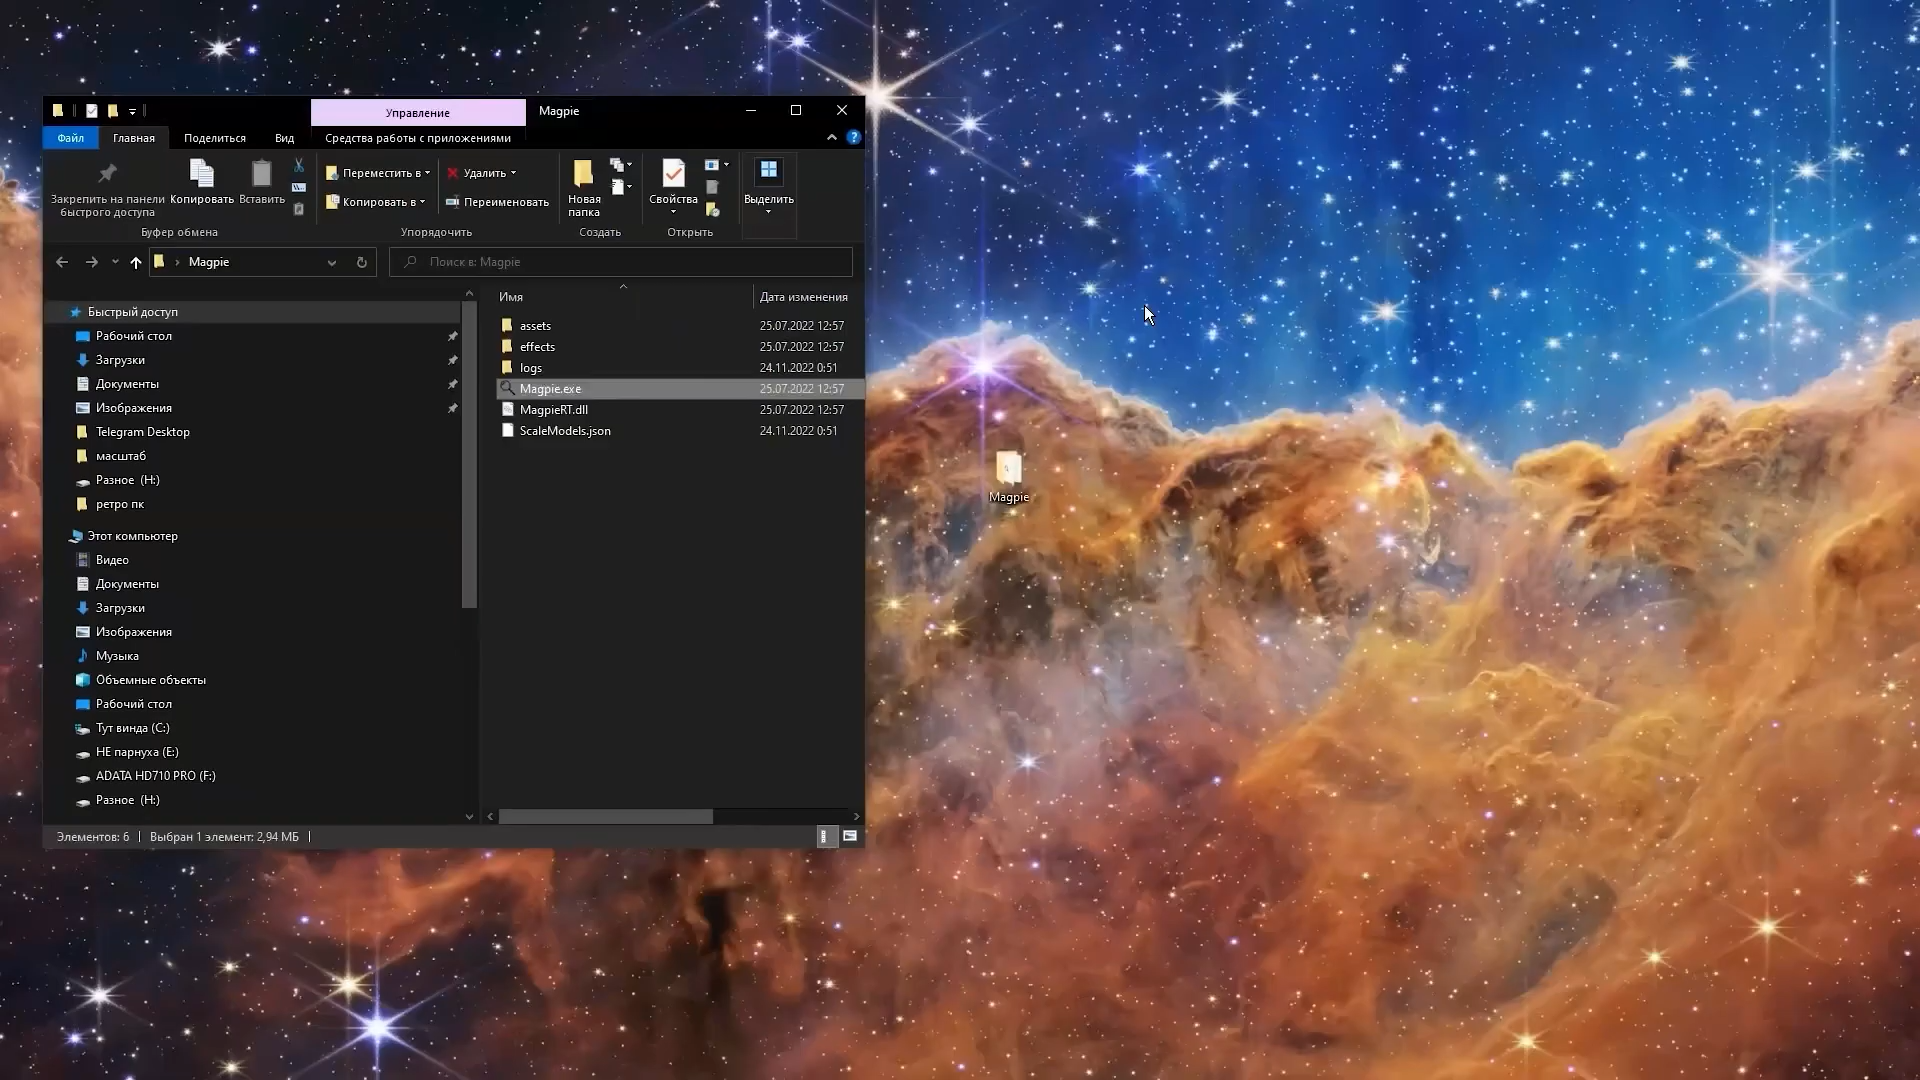 Управление
Magpie
Файл
Главная
Поделиться
Вид
Средства работы с приложениями
Закрепить на панели
быстрого доступа
Копировать
Вставить
Буфер обмена
Переместить в
Копировать в
Удалить
Переименовать
Упорядочить
Новая
папка
Создать
Свойства
Открыть
Выделить
Magpie
Поиск в: Magpie
Быстрый доступ
Рабочий стол
Загрузки
Документы
Изображения
Telegram Desktop
масштаб
Разное (H:)
ретро пк
Этот компьютер
Видео
Документы
Загрузки
Изображения
Музыка
Объемные объекты
Рабочий стол
Тут винда (C:)
НЕ парнуха (E:)
ADATA HD710 PRO (F:)
Разное (H:)
Имя
Дата изменения
assets 25.07.2022 12:57
effects 25.07.2022 12:57
logs 24.11.2022 0:51
Magpie.exe 25.07.2022 12:57
MagpieRT.dll 25.07.2022 12:57
ScaleModels.json 24.11.2022 0:51
Элементов: 6
Выбран 1 элемент: 2,94 МБ
Magpie